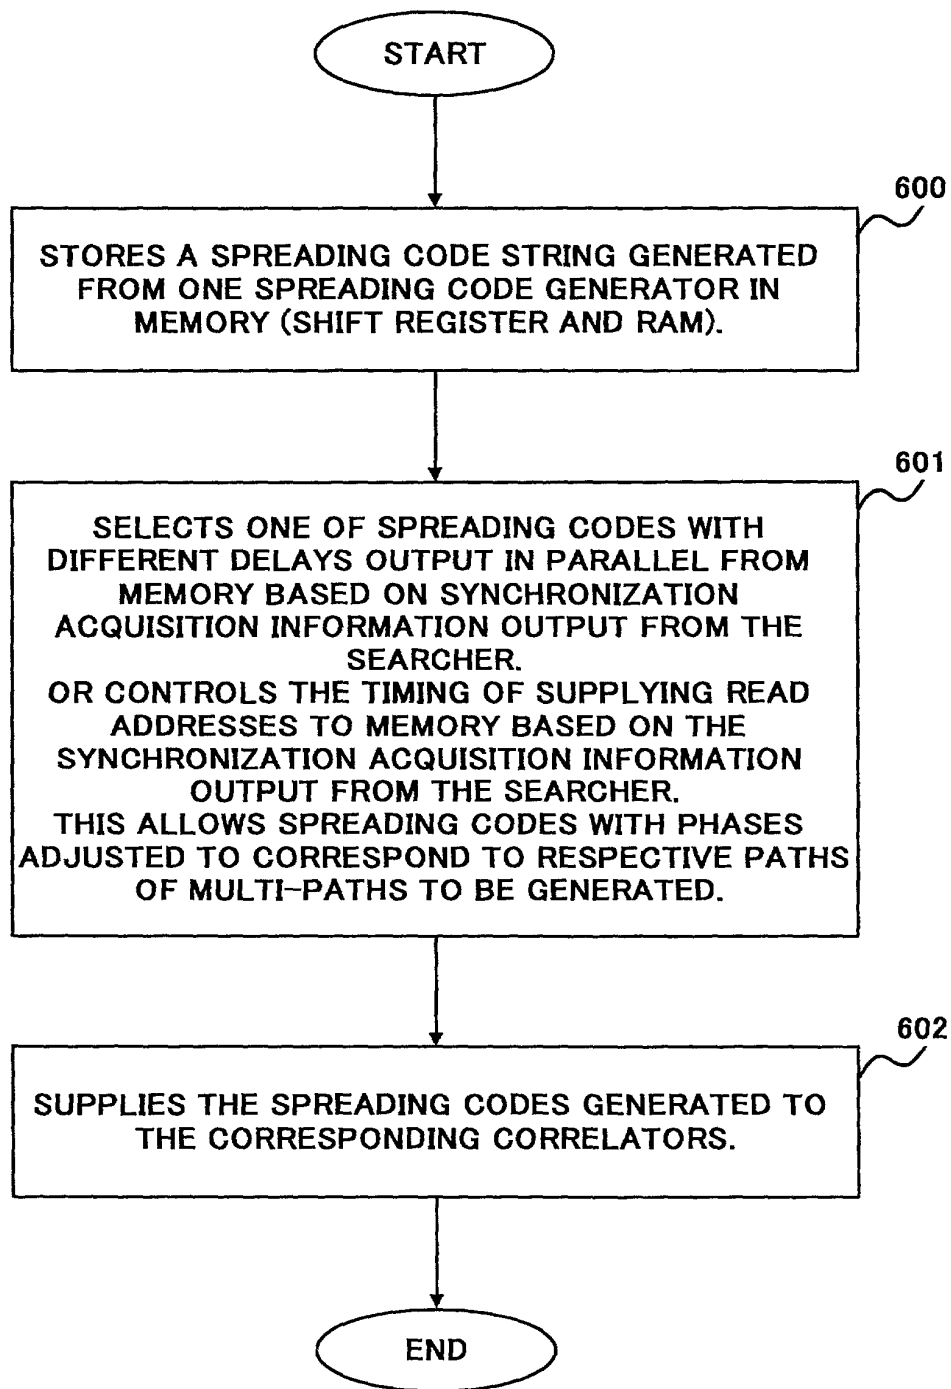 START
600
STORES A SPREADING CODE STRING GENERATED
FROM ONE SPREADING CODE GENERATOR IN
MEMORY (SHIFT REGISTER AND RAM).
601
SELECTS ONE OF SPREADING CODES WITH
DIFFERENT DELAYS OUTPUT IN PARALLEL FROM
MEMORY BASED ON SYNCHRONIZATION
ACQUISITION INFORMATION OUTPUT FROM THE
SEARCHER.
OR CONTROLS THE TIMING OF SUPPLYING READ
ADDRESSES TO MEMORY BASED ON THE
SYNCHRONIZATION ACQUISITION INFORMATION
OUTPUT FROM THE SEARCHER.
THIS ALLOWS SPREADING CODES WITH PHASES
ADJUSTED TO CORRESPOND TO RESPECTIVE PATHS
OF MULTI-PATHS TO BE GENERATED.
602
SUPPLIES THE SPREADING CODES GENERATED TO
THE CORRESPONDING CORRELATORS.
END